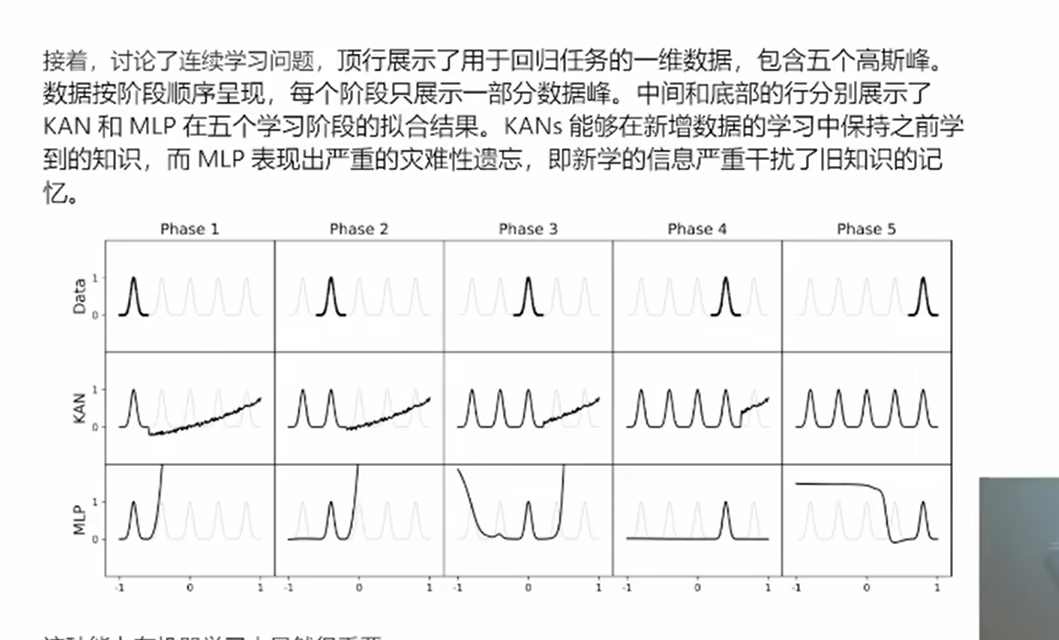 接着，讨论了连续学习问题，顶行展示了用于回归任务的一维数据，包含五个高斯峰。
数据按阶段顺序呈现，每个阶段只展示一部分数据峰。中间和底部的行分别展示了
KAN 和 MLP 在五个学习阶段的拟合结果。KANs 能够在新增数据的学习中保持之前学
到的知识，而 MLP 表现出严重的灾难性遗忘，即新学的信息严重干扰了旧知识的记
忆。
Phase 1 Phase 2 Phase 3 Phase 4 Phase 5
Data 1 0
KAN 1 0
MLP 1 0
-1 0 1 -1 0 1 -1 0 1 -1 0 1 -1 0 1